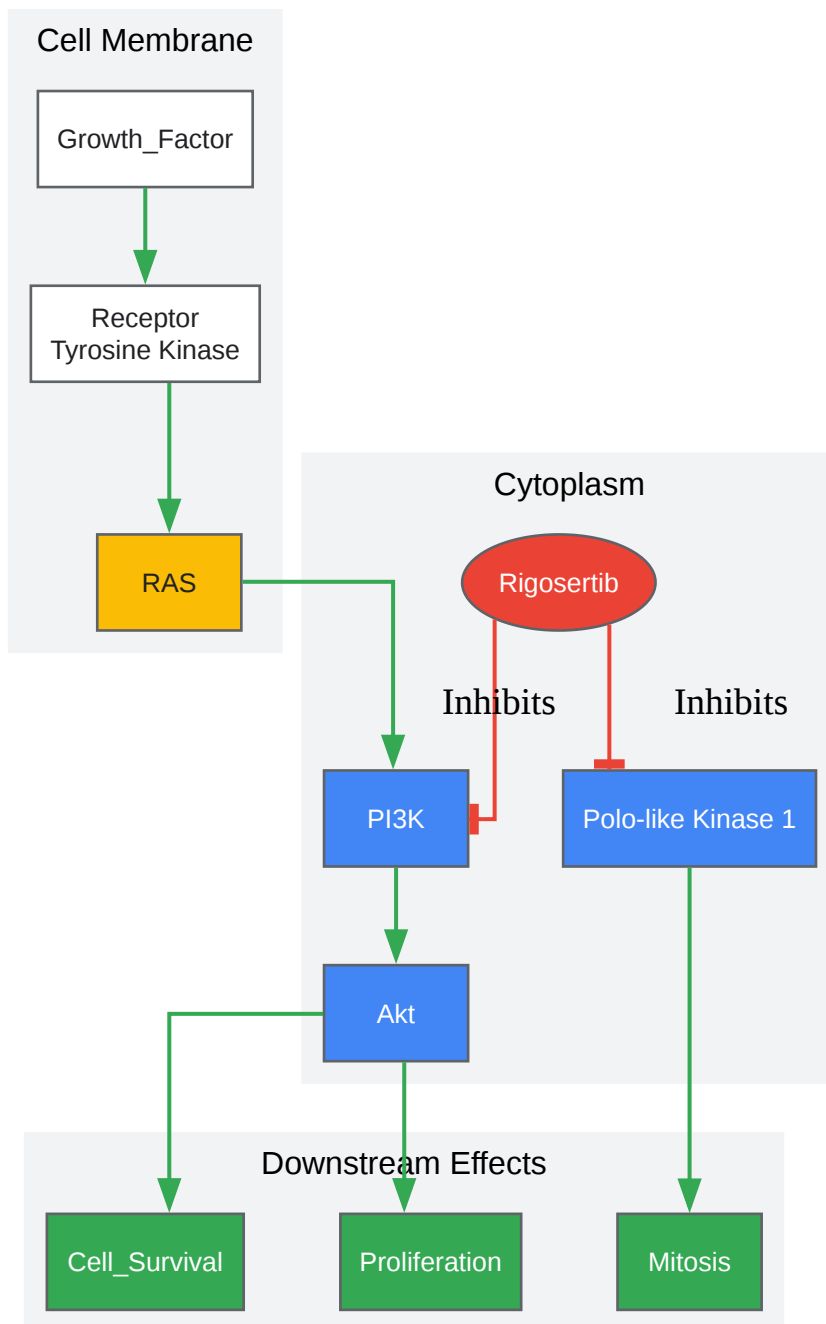 Cell Membrane
Growth_Factor
Receptor
Tyrosine Kinase
RAS
Cytoplasm
Rigosertib
Inhibits
Inhibits
PI3K
Polo-like Kinase 1
Akt
Downstream Effects
Cell_Survival
Proliferation
Mitosis